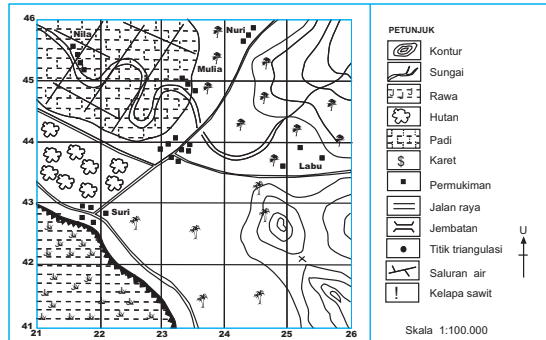 46
45
44
43
42
41
21 22 23 24 25 26
Nila
Nuri
Mulia
Labu
Suri
PETUNJUK
Kontur
Sungai
Rawa
Hutan
Padi
$ Karet
Permukiman
Jalan raya
Jembatan
Titik triangulasi
Saluran air
! Kelapa sawit
U
Skala 1:100.000